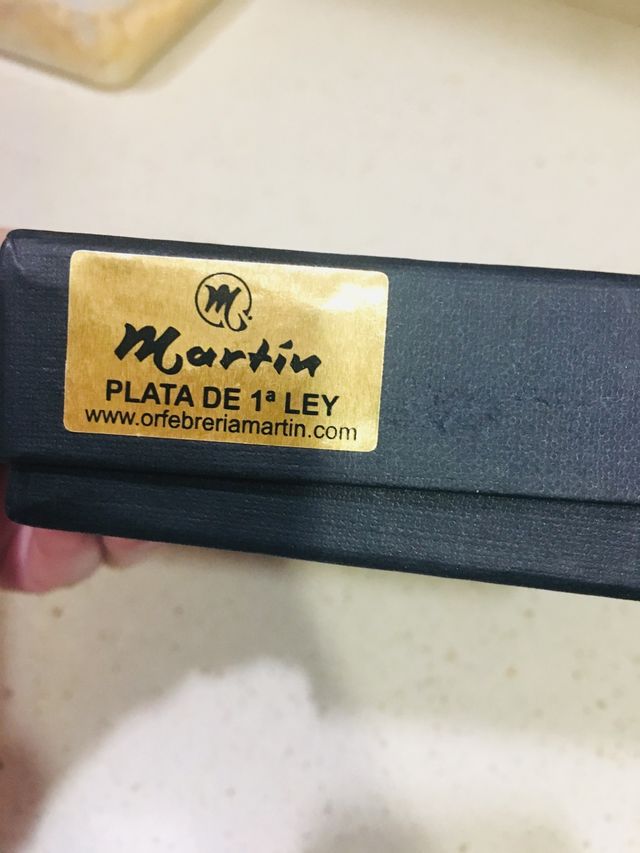 M
Martín
PLATA DE 1ª LEY
www.orfebreriamartin.com